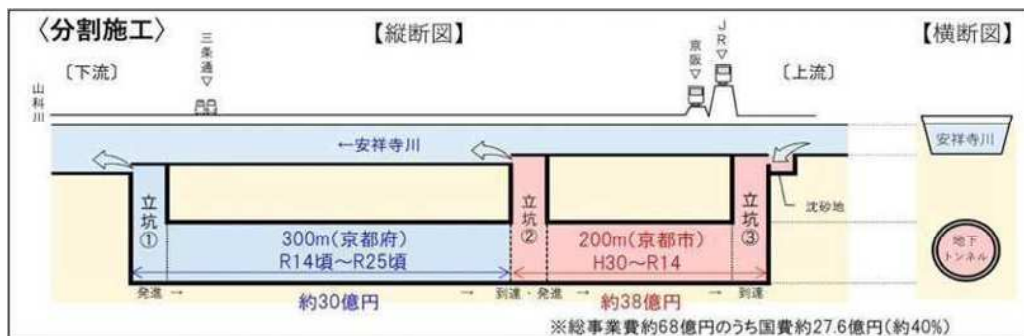 〈分割施工〉
【縦断図】
【横断図】
〔下流〕
三条通▽
京阪▽
JR▽
〔上流〕
山科川
←安祥寺川
安祥寺川
立坑①
立坑②
立坑③
沈砂地
300m(京都府)
R14頃～R25頃
200m(京都市)
H30～R14
地下
トンネル
発進 → → 到達・発進 → → 到達
約30億円
約38億円
※総事業費約68億円のうち国費約27.6億円(約40%)